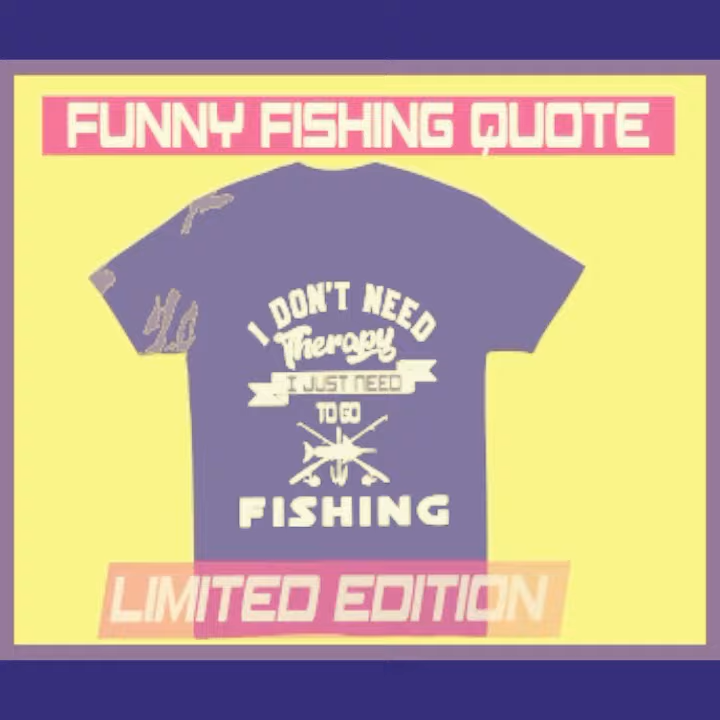 FUNNY FISHING QUOTE
I DON'T NEED
Therapy
I JUST NEED
TO GO
FISHING
LIMITED EDITION